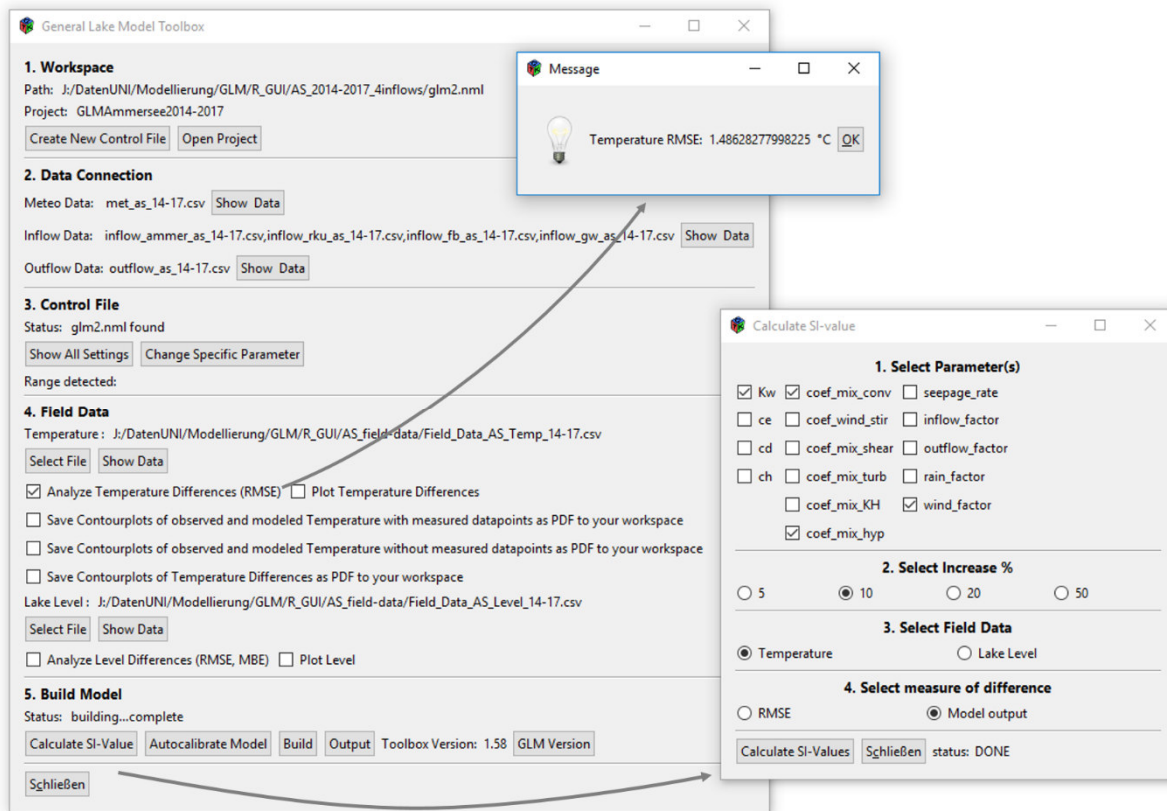 General Lake Model Toolbox
1. Workspace
Path: J:/DatenUNI/Modellierung/GLM/R_GUI/AS_2014-2017_4inflows/glm2.nml
Project: GLMAmmersee2014-2017
Create New Control File Open Project
2. Data Connection
Meteo Data: met_as_14-17.csv Show Data
Inflow Data: inflow_ammer_as_14-17.csv,inflow_rku_as_14-17.csv,inflow_fb_as_14-17.csv,inflow_gw_as_14-17.csv Show Data
Outflow Data: outflow_as_14-17.csv Show Data
3. Control File
Status: glm2.nml found
Show All Settings Change Specific Parameter
Range detected:
4. Field Data
Temperature : J:/DatenUNI/Modellierung/GLM/R_GUI/AS_field-data/Field_Data_AS_Temp_14-17.csv
Select File Show Data
Analyze Temperature Differences (RMSE) Plot Temperature Differences
Save Contourplots of observed and modeled Temperature with measured datapoints as PDF to your workspace
Save Contourplots of observed and modeled Temperature without measured datapoints as PDF to your workspace
Save Contourplots of Temperature Differences as PDF to your workspace
Lake Level : J:/DatenUNI/Modellierung/GLM/R_GUI/AS_field-data/Field_Data_AS_Level_14-17.csv
Select File Show Data
Analyze Level Differences (RMSE, MBE) Plot Level
5. Build Model
Status: building...complete
Calculate SI-Value Autocalibrate Model Build Output Toolbox Version: 1.58 GLM Version
Schließen
Message
Temperature RMSE: 1.48628277998225 °C OK
Calculate SI-value
1. Select Parameter(s)
Kw coef_mix_conv seepage_rate
ce coef_wind_stir inflow_factor
cd coef_mix_shear outflow_factor
ch coef_mix_turb rain_factor
coef_mix_KH wind_factor
coef_mix_hyp
2. Select Increase %
5 10 20 50
3. Select Field Data
Temperature Lake Level
4. Select measure of difference
RMSE Model output
Calculate SI-Values Schließen status: DONE